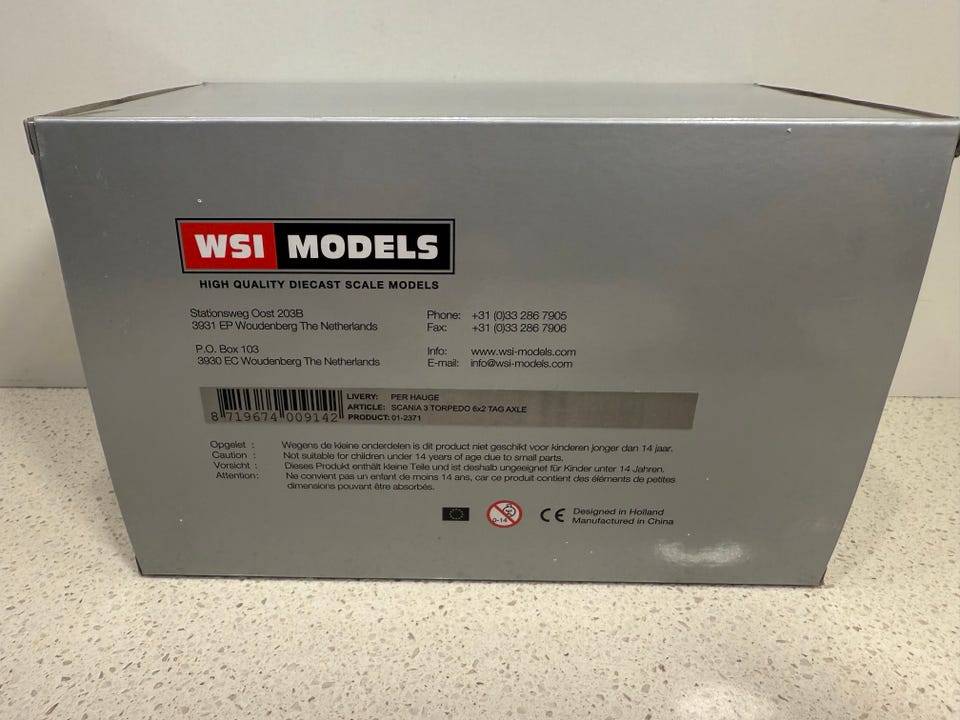 WSI MODELS
HIGH QUALITY DIECAST SCALE MODELS
Stationsweg Oost 203B
3931 EP Woudenberg The Netherlands
P.O. Box 103
3930 EC Woudenberg The Netherlands
Phone: +31 (0)33 286 7905
Fax: +31 (0)33 286 7906
Info: www.wsi-models.com
E-mail: info@wsi-models.com
8 719674 009142
LIVERY: PER HAUGE
ARTICLE: SCANIA 3 TORPEDO 6x2 TAG AXLE
PRODUCT: 01-2371
Opgelet : Wegens de kleine onderdelen is dit product niet geschikt voor kinderen jonger dan 14 jaar.
Caution : Not suitable for children under 14 years of age due to small parts.
Vorsicht : Dieses Produkt enthält kleine Teile und ist deshalb ungeeignet für Kinder unter 14 Jahren.
Attention: Ne convient pas un enfant de moins 14 ans, car ce produit contient des éléments de petites
dimensions pouvant être absorbés.
0-14
CE
Designed in Holland
Manufactured in China